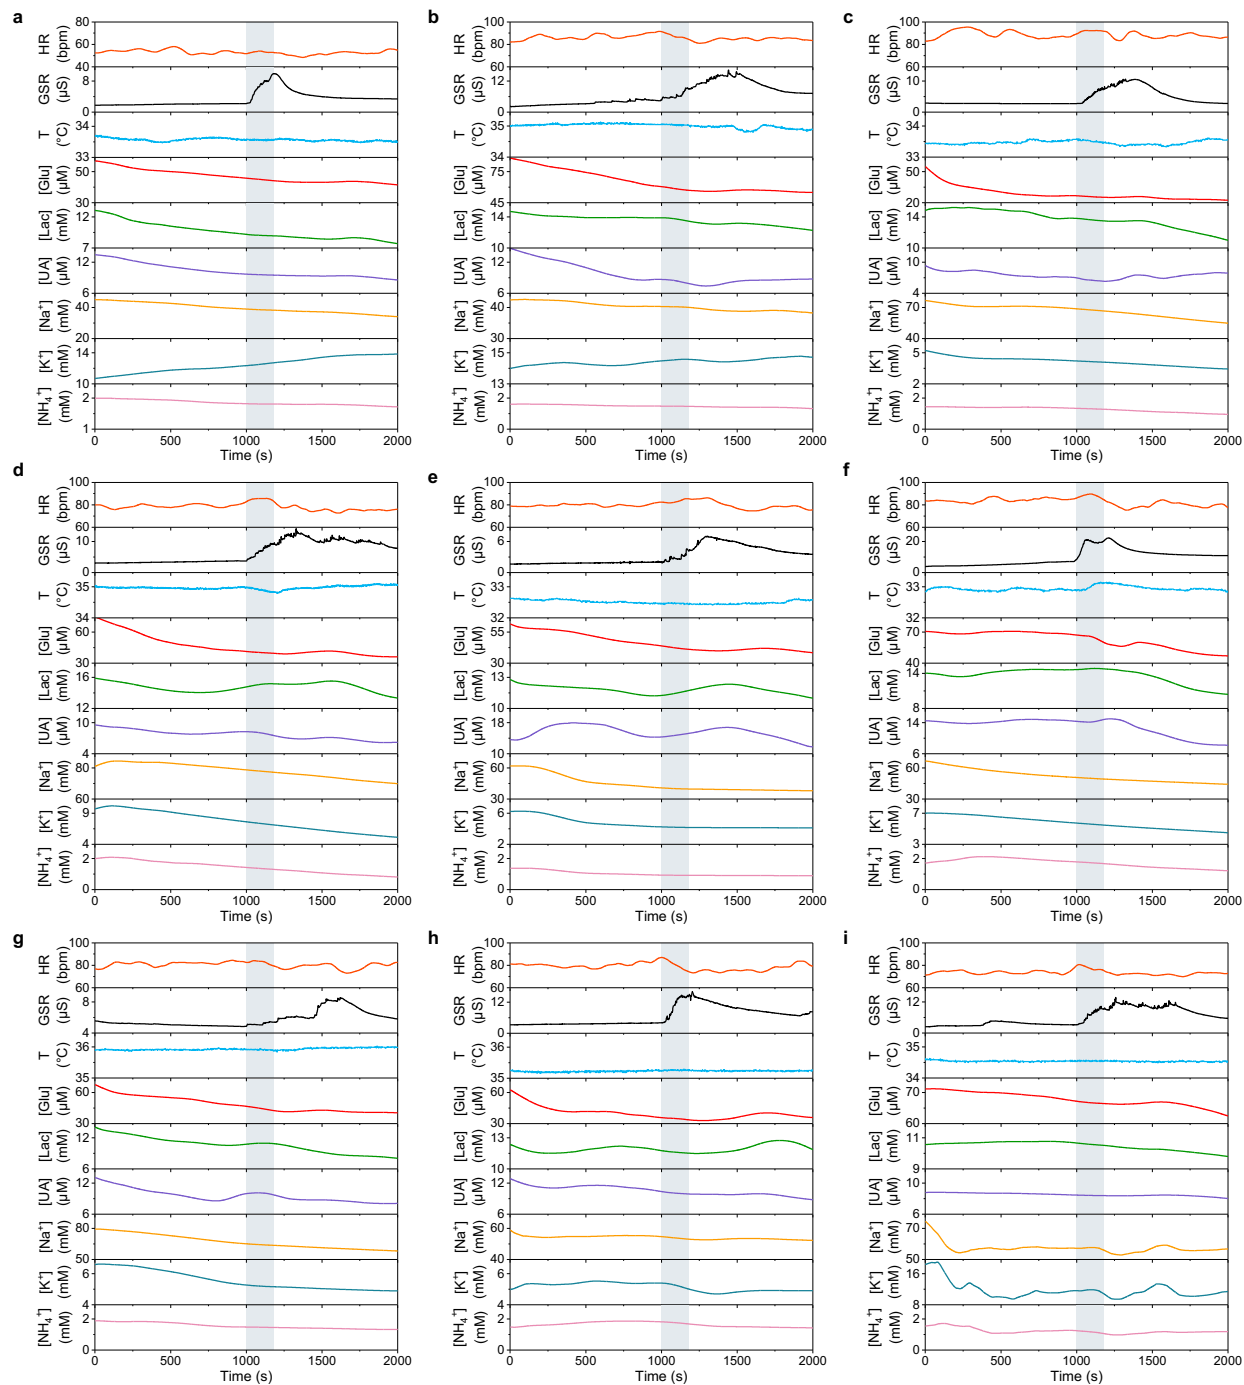 a
HR (bpm)
80
60
40
GSR (µS)
8
0
T (°C)
34
33
[Glu] (µM)
50
30
[Lac] (mM)
12
7
[UA] (µM)
12
6
[Na⁺] (mM)
40
20
[K⁺] (mM)
14
10
[NH₄⁺] (mM)
2
1
0 500 1000 1500 2000
Time (s)
b
HR (bpm)
100
80
60
GSR (µS)
12
0
T (°C)
35
34
[Glu] (µM)
75
45
[Lac] (mM)
14
10
[UA] (µM)
12
6
[Na⁺] (mM)
40
30
[K⁺] (mM)
15
13
[NH₄⁺] (mM)
2
0
0 500 1000 1500 2000
Time (s)
c
HR (bpm)
100
80
60
GSR (µS)
10
0
T (°C)
34
33
[Glu] (µM)
50
20
[Lac] (mM)
14
10
[UA] (µM)
10
6
[Na⁺] (mM)
70
40
[K⁺] (mM)
5
2
[NH₄⁺] (mM)
2
0
0 500 1000 1500 2000
Time (s)
d
HR (bpm)
100
80
60
GSR (µS)
10
0
T (°C)
35
34
[Glu] (µM)
60
30
[Lac] (mM)
16
12
[UA] (µM)
10
4
[Na⁺] (mM)
80
60
[K⁺] (mM)
9
4
[NH₄⁺] (mM)
2
0
0 500 1000 1500 2000
Time (s)
e
HR (bpm)
100
80
60
GSR (µS)
6
0
T (°C)
33
32
[Glu] (µM)
55
30
[Lac] (mM)
13
10
[UA] (µM)
18
10
[Na⁺] (mM)
60
30
[K⁺] (mM)
6
2
[NH₄⁺] (mM)
2
0
0 500 1000 1500 2000
Time (s)
f
HR (bpm)
100
80
60
GSR (µS)
20
0
T (°C)
33
32
[Glu] (µM)
70
40
[Lac] (mM)
14
8
[UA] (µM)
14
6
[Na⁺] (mM)
60
30
[K⁺] (mM)
7
3
[NH₄⁺] (mM)
2
0
0 500 1000 1500 2000
Time (s)
g
HR (bpm)
100
80
60
GSR (µS)
8
4
T (°C)
36
35
[Glu] (µM)
60
30
[Lac] (mM)
12
6
[UA] (µM)
12
6
[Na⁺] (mM)
80
50
[K⁺] (mM)
6
4
[NH₄⁺] (mM)
2
0
0 500 1000 1500 2000
Time (s)
h
HR (bpm)
100
80
60
GSR (µS)
12
0
T (°C)
36
35
[Glu] (µM)
60
30
[Lac] (mM)
13
[UA] (µM)
12
6
[Na⁺] (mM)
60
40
[K⁺] (mM)
6
4
[NH₄⁺] (mM)
2
0
0 500 1000 1500 2000
Time (s)
i
HR (bpm)
100
80
60
GSR (µS)
12
0
T (°C)
35
34
[Glu] (µM)
60
[Lac] (mM)
11
9
[UA] (µM)
10
6
[Na⁺] (mM)
70
50
[K⁺] (mM)
16
8
[NH₄⁺] (mM)
2
0
0 500 1000 1500 2000
Time (s)